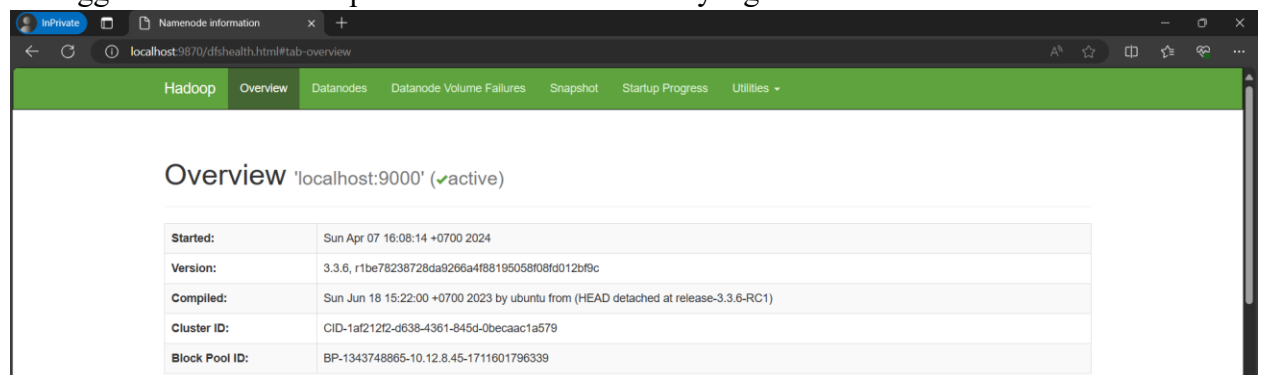 InPrivate Namenode information
localhost:9870/dfshealth.html#tab-overview
Hadoop Overview Datanodes Datanode Volume Failures Snapshot Startup Progress Utilities
Overview 'localhost:9000' (✔active)
Started: Sun Apr 07 16:08:14 +0700 2024
Version: 3.3.6, r1be78238728da9266a4f88195058f08fd012bf9c
Compiled: Sun Jun 18 15:22:00 +0700 2023 by ubuntu from (HEAD detached at release-3.3.6-RC1)
Cluster ID: CID-1af212f2-d638-4361-845d-0becaac1a579
Block Pool ID: BP-1343748865-10.12.8.45-1711601796339